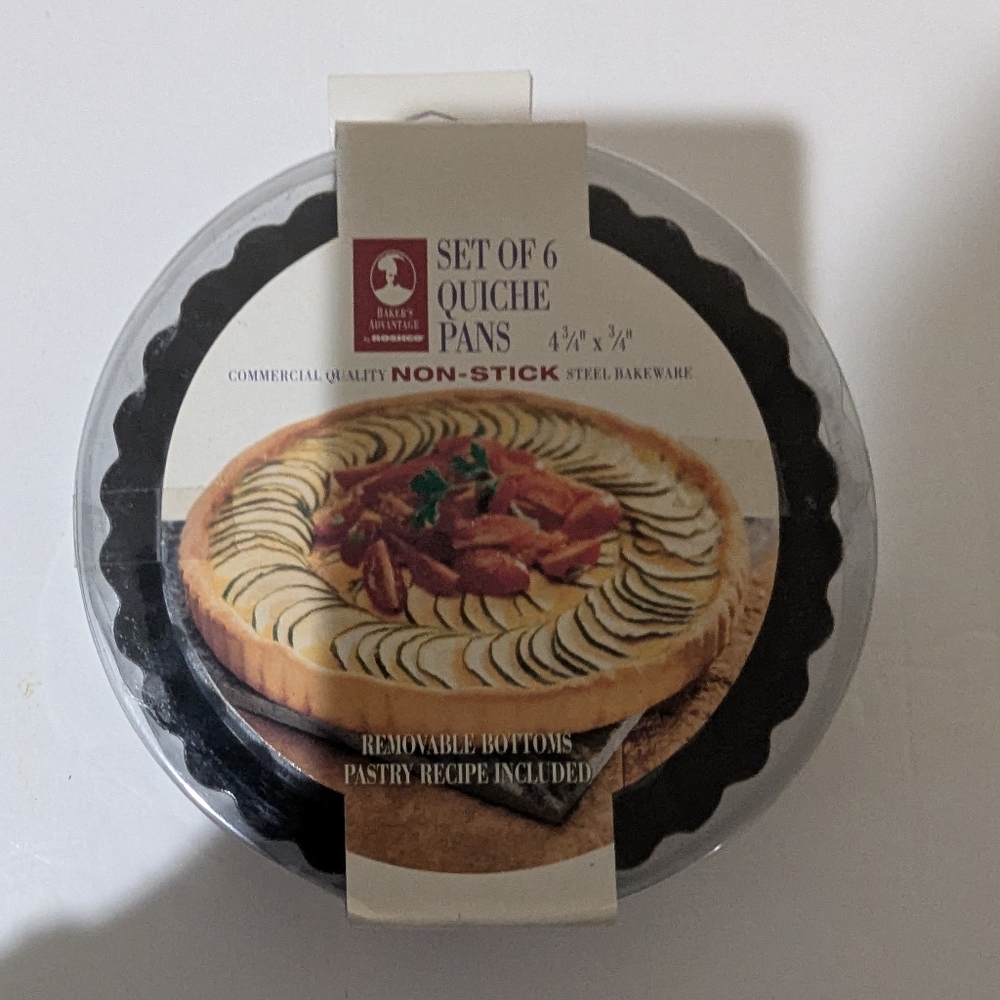 BAKER'S
ADVANTAGE
by ROSHCO
SET OF 6
QUICHE
PANS 4 3/4" x 3/4"
COMMERCIAL QUALITY NON-STICK STEEL BAKEWARE
REMOVABLE BOTTOMS
PASTRY RECIPE INCLUDED